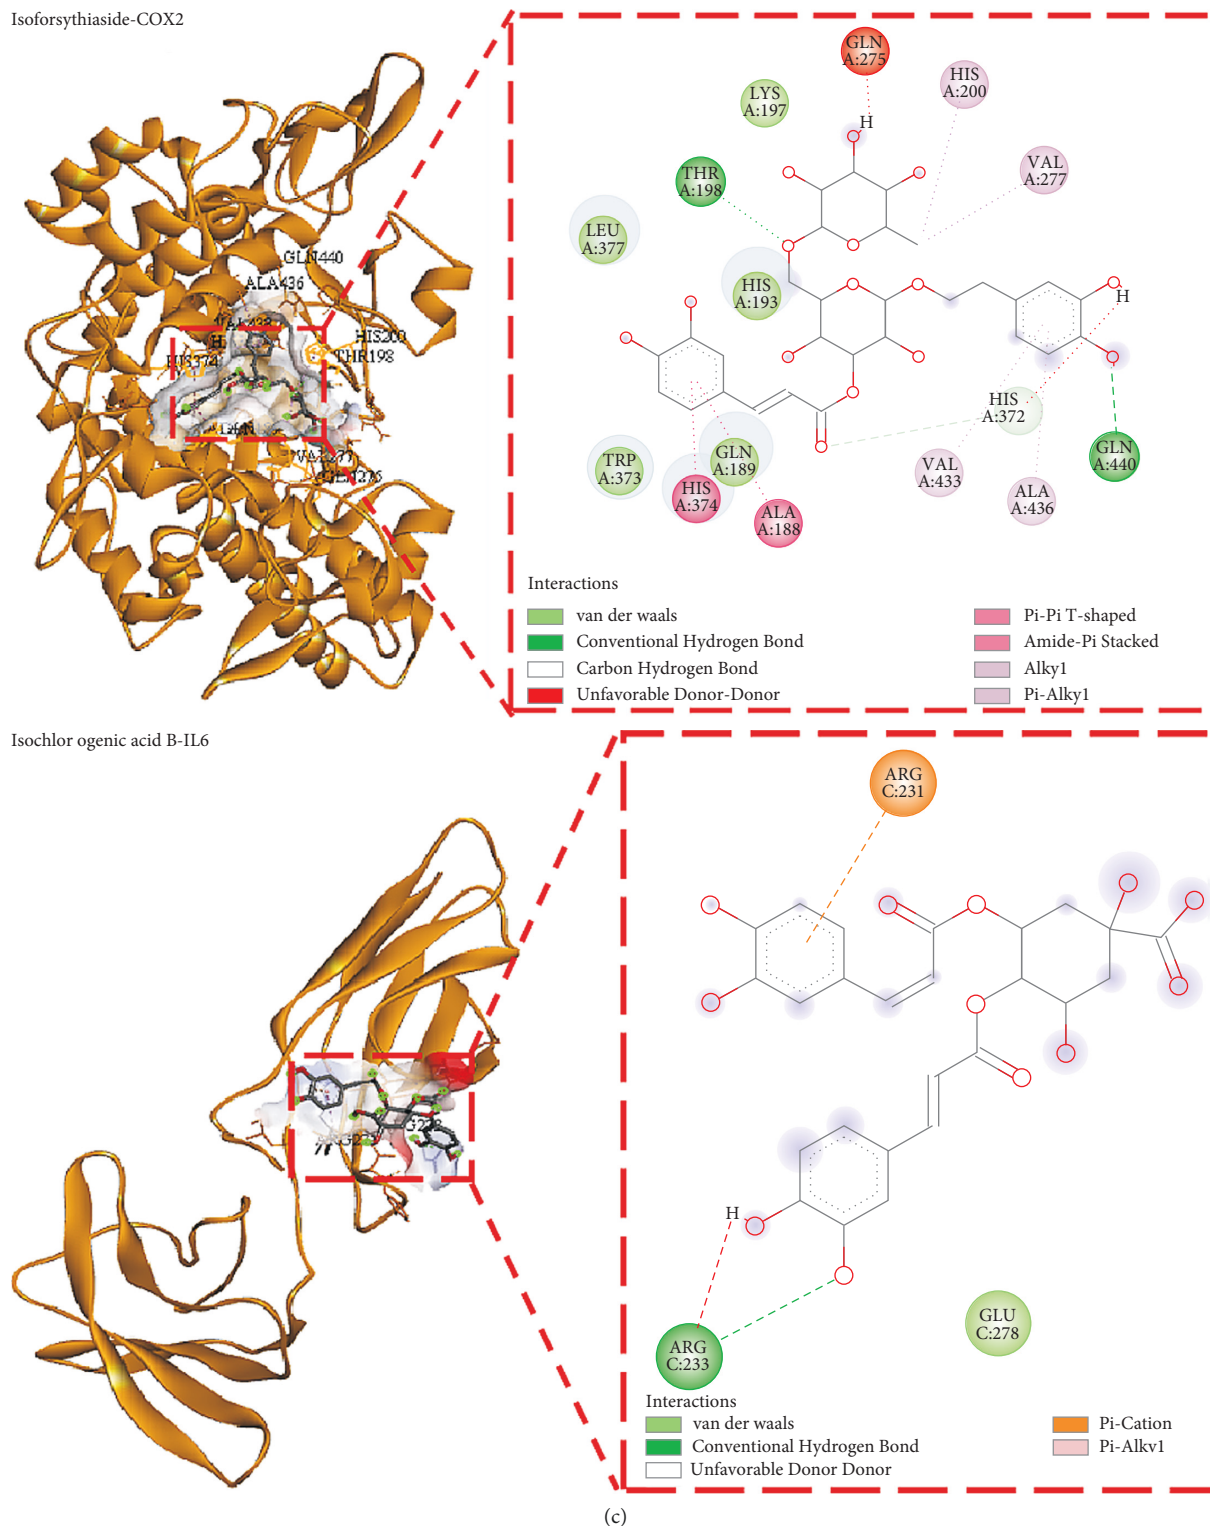 Isoforsythiaside-COX2
GLN
A:275
HIS
A:200
LYS
A:197
THR
A:198
VAL
A:277
LEU
A:377
HIS
A:193
H
H
HIS
A:372
TRP
A:373
GLN
A:189
HIS
A:374
ALA
A:188
VAL
A:433
ALA
A:436
GLN
A:440
GLN440
ALA436
HIS200
THR198
HIS374
Interactions
van der waals
Conventional Hydrogen Bond
Carbon Hydrogen Bond
Unfavorable Donor-Donor
Pi-Pi T-shaped
Amide-Pi Stacked
Alky1
Pi-Alky1
Isochlor ogenic acid B-IL6
ARG
C:231
H
ARG
C:233
GLU
C:278
Interactions
van der waals
Conventional Hydrogen Bond
Unfavorable Donor Donor
Pi-Cation
Pi-Alkv1
(c)